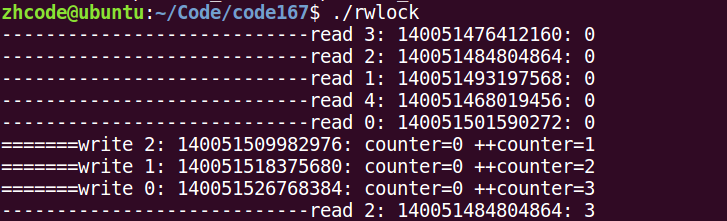 zhcode@ubuntu:~/Code/code167$ ./rwlock
-----------------------------read 3: 140051476412160: 0
-----------------------------read 2: 140051484804864: 0
-----------------------------read 1: 140051493197568: 0
-----------------------------read 4: 140051468019456: 0
-----------------------------read 0: 140051501590272: 0
=======write 2: 140051509982976: counter=0 ++counter=1
=======write 1: 140051518375680: counter=0 ++counter=2
=======write 0: 140051526768384: counter=0 ++counter=3
-----------------------------read 2: 140051484804864: 3